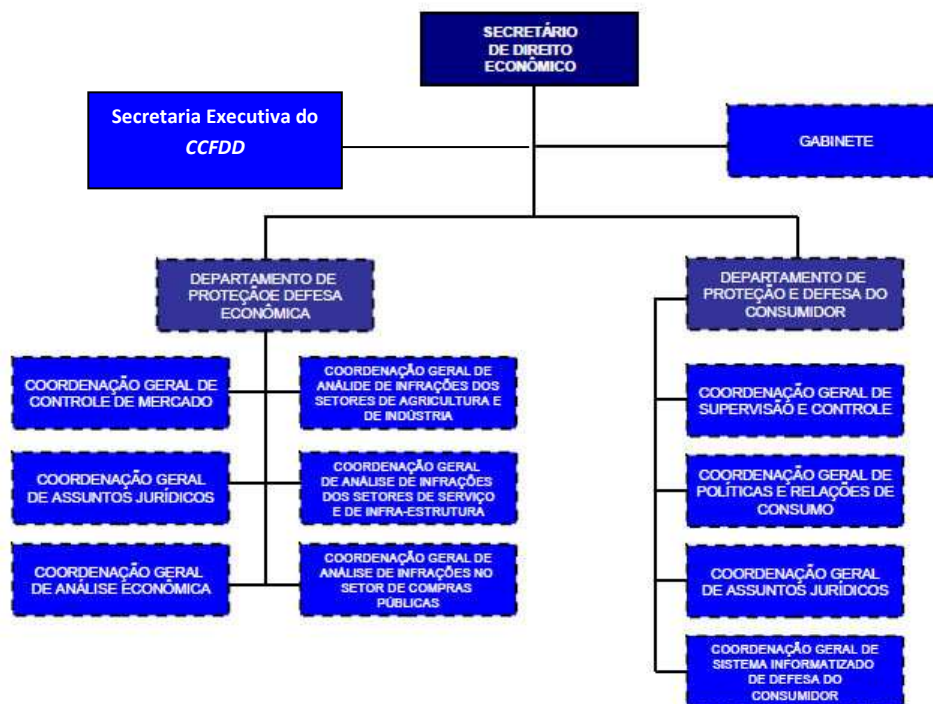 SECRETÁRIO
DE DIREITO
ECONÔMICO
Secretaria Executiva do
CCFDD
GABINETE
DEPARTAMENTO DE
PROTEÇÃOE DEFESA
ECONÔMICA
DEPARTAMENTO DE
PROTEÇÃO E DEFESA DO
CONSUMIDOR
COORDENAÇÃO GERAL DE
CONTROLE DE MERCADO
COORDENAÇÃO GERAL DE
ANÁLIDE DE INFRAÇÕES DOS
SETORES DE AGRICULTURA E
DE INDÚSTRIA
COORDENAÇÃO GERAL
DE ASSUNTOS JURÍDICOS
COORDENAÇÃO GERAL
DE ANÁLISE DE INFRAÇÕES
DOS SETORES DE SERVIÇO
E DE INFRA-ESTRUTURA
COORDENAÇÃO GERAL
DE ANÁLISE ECONÔMICA
COORDENAÇÃO GERAL DE
ANÁLISE DE INFRAÇÕES NO
SETOR DE COMPRAS
PÚBLICAS
COORDENAÇÃO GERAL DE
SUPERVISÃO E CONTROLE
COORDENAÇÃO GERAL DE
POLÍTICAS E RELAÇÕES DE
CONSUMO
COORDENAÇÃO GERAL
DE ASSUNTOS JURÍDICOS
COORDENAÇÃO GERAL DE
SISTEMA INFORMATIZADO
DE DEFESA DO
CONSUMIDOR